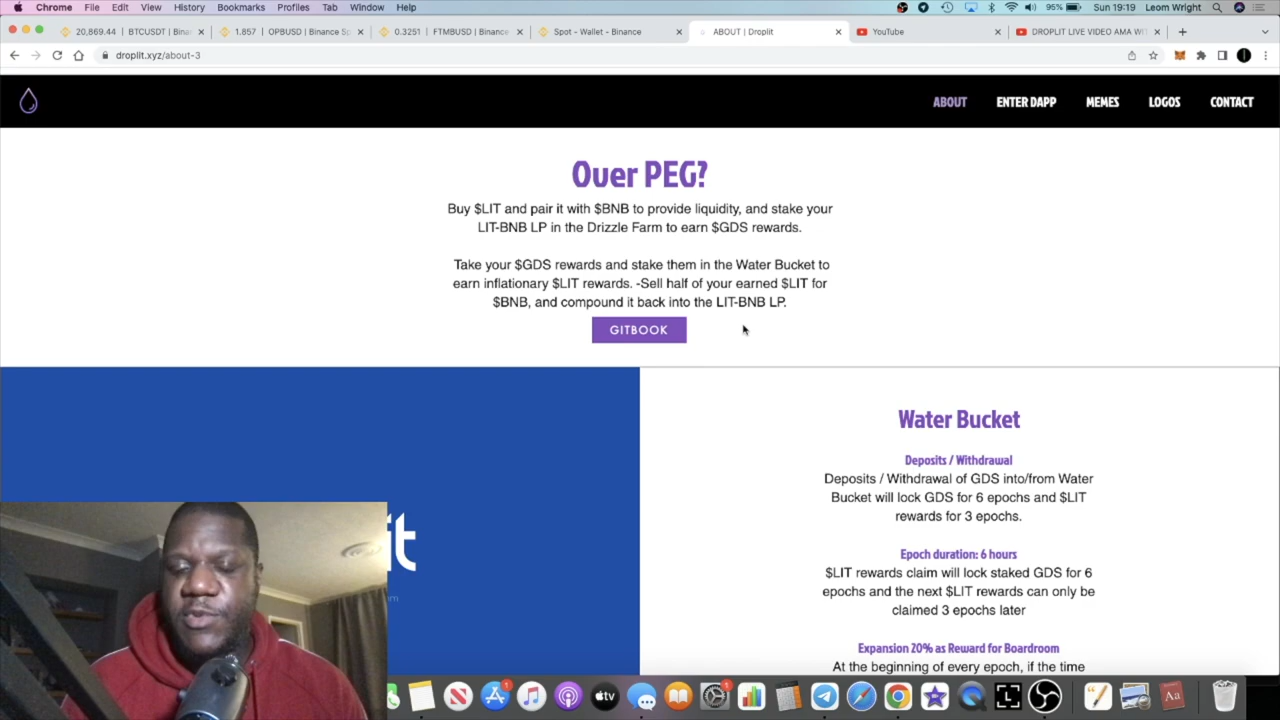 Chrome File Edit View History Bookmarks Profiles Tab Window Help 95% Sun 19:19 Leom Wright
20,869.44 | BTCUSDT | Binan 1.857 | OPBUSD | Binance Sp 0.3251 | FTMBUSD | Binance Spot - Wallet - Binance ABOUT | Droplit YouTube DROPLIT LIVE VIDEO AMA WI
droplit.xyz/about-3
ABOUT ENTER DAPP MEMES LOGOS CONTACT
Over PEG?
Buy $LIT and pair it with $BNB to provide liquidity, and stake your
LIT-BNB LP in the Drizzle Farm to earn $GDS rewards.
Take your $GDS rewards and stake them in the Water Bucket to
earn inflationary $LIT rewards. -Sell half of your earned $LIT for
$BNB, and compound it back into the LIT-BNB LP.
GITBOOK
Water Bucket
Deposits / Withdrawal
Deposits / Withdrawal of GDS into/from Water
Bucket will lock GDS for 6 epochs and $LIT
rewards for 3 epochs.
Epoch duration: 6 hours
$LIT rewards claim will lock staked GDS for 6
epochs and the next $LIT rewards can only be
claimed 3 epochs later
Expansion 20% as Reward for Boardroom
At the beginning of every epoch, if the time
it
tv
Aa